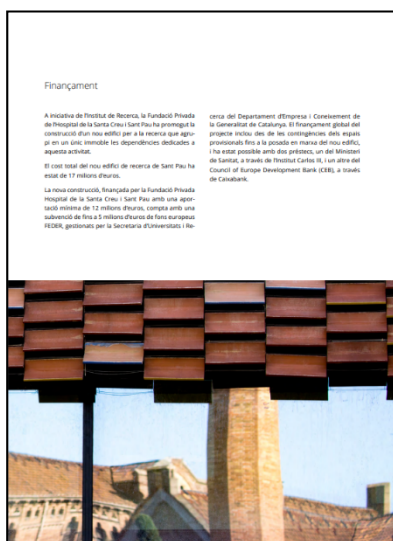 Finançament
A iniciativa de l'Institut de Recerca, la Fundació Privada
de l'Hospital de la Santa Creu i Sant Pau ha promogut la
construcció d'un nou edifici per a la recerca que agru-
pi en un únic immoble les dependències dedicades a
aquesta activitat.
El cost total del nou edifici de recerca de Sant Pau ha
estat de 17 milions d'euros.
La nova construcció, finançada per la Fundació Privada
Hospital de la Santa Creu i Sant Pau amb una apor-
tació mínima de 12 milions d'euros, compta amb una
subvenció de fins a 5 milions d'euros de fons europeus
FEDER, gestionats per la Secretaria d'Universitats i Re-
cerca del Departament d'Empresa i Coneixement de
la Generalitat de Catalunya. El finançament global del
projecte inclou des de les contingències dels espais
provisionals fins a la posada en marxa del nou edifici,
i ha estat possible amb dos préstecs, un del Ministeri
de Sanitat, a través de l'Institut Carlos III, i un altre del
Council of Europe Development Bank (CEB), a través
de Caixabank.